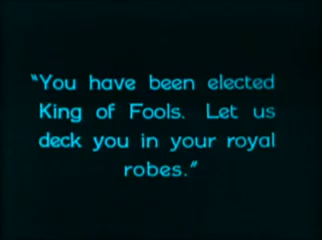 "You have been elected
King of Fools. Let us
deck you in your royal
robes."